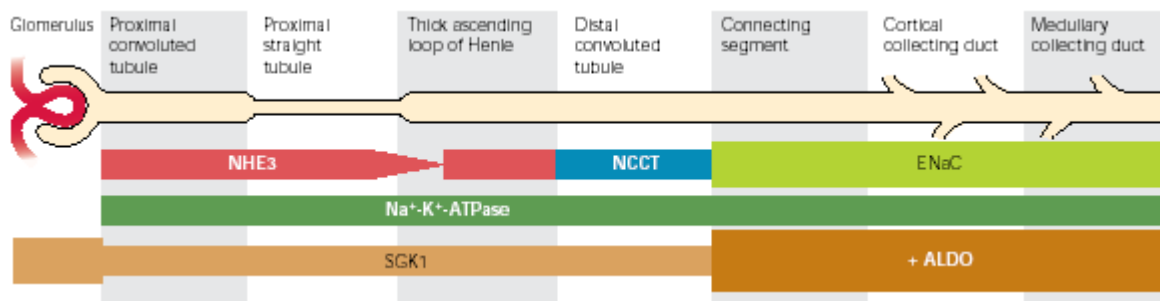 Glomerulus
Proximal
convoluted
tubule
Proximal
straight
tubule
Thick ascending
loop of Henle
Distal
convoluted
tubule
Connecting
segment
Cortical
collecting duct
Medullary
collecting duct
NHE3
NCCT
ENaC
Na⁺-K⁺-ATPase
SGK1
+ ALDO